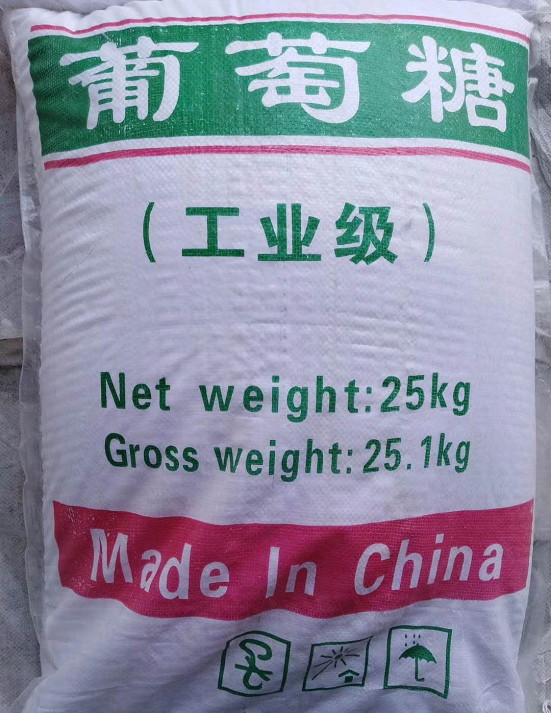 葡萄糖
（工业级）
Net weight:25kg
Gross weight:25.1kg
Made In China